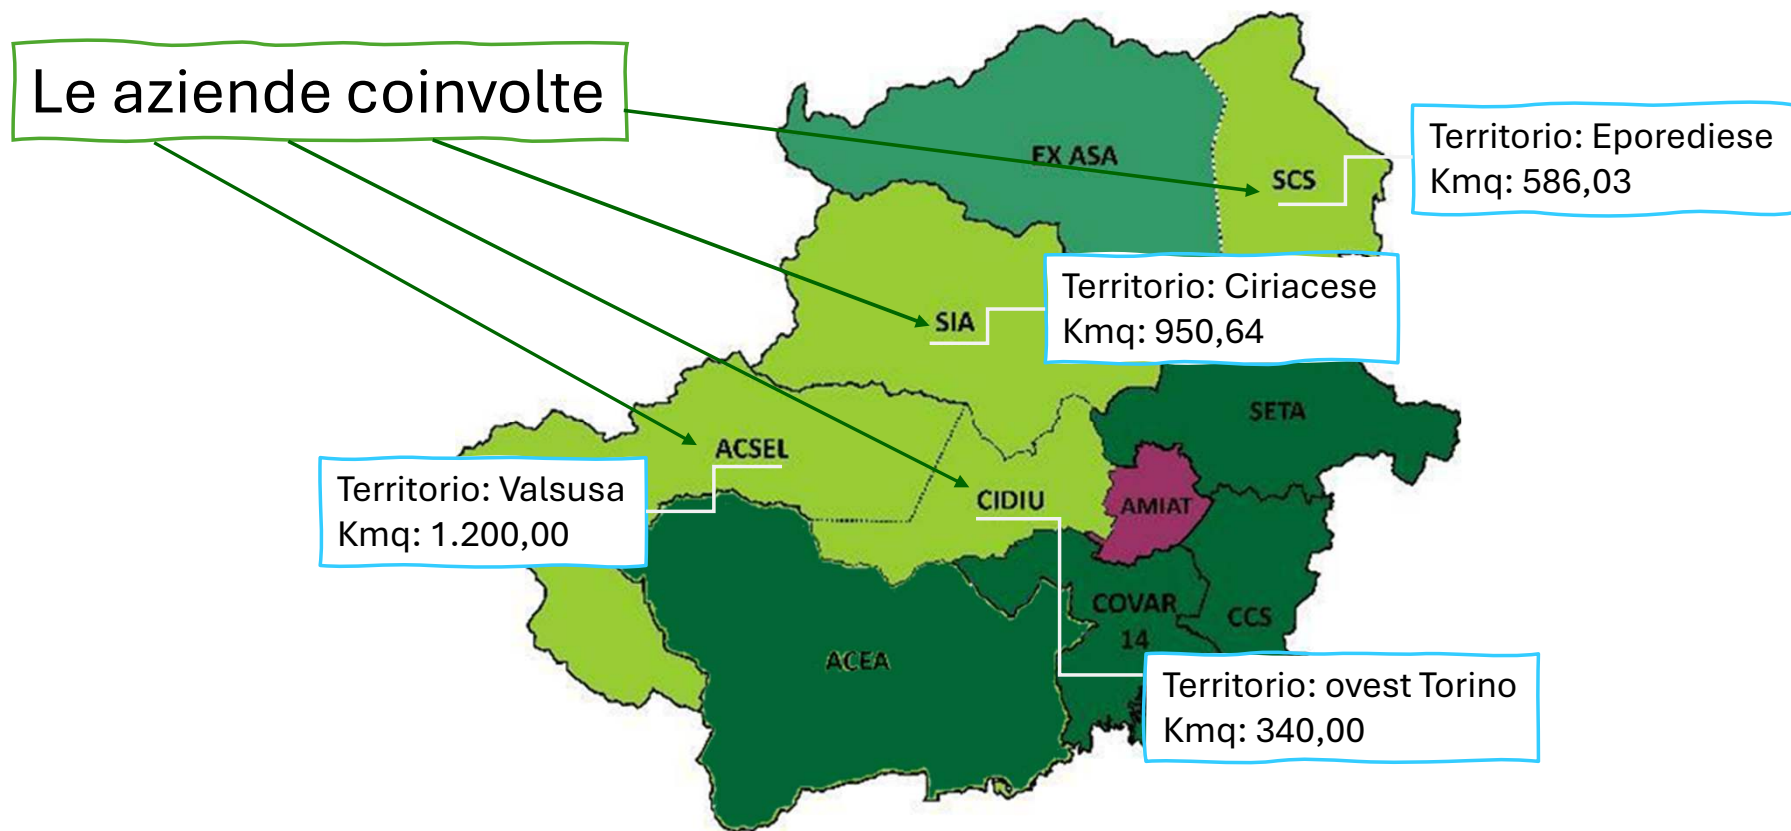 Le aziende coinvolte
EX ASA
SCS
Territorio: Eporediese
Kmq: 586,03
SIA
Territorio: Ciriacese
Kmq: 950,64
SETA
ACSEL
Territorio: Valsusa
Kmq: 1.200,00
CIDIU
AMIAT
COVAR
14
CCS
ACEA
Territorio: ovest Torino
Kmq: 340,00